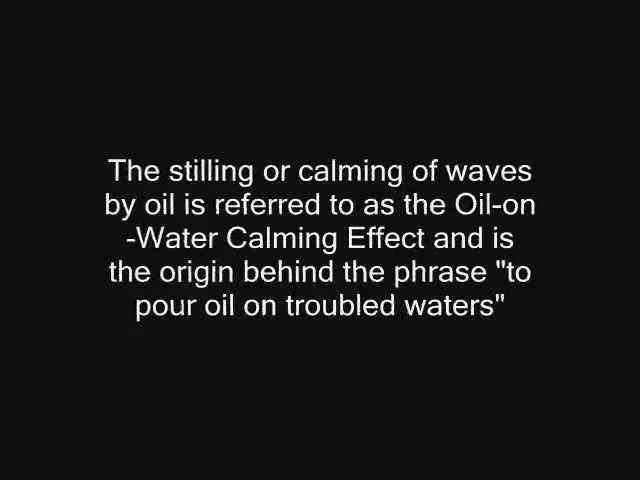 The stilling or calming of waves
by oil is referred to as the Oil-on
-Water Calming Effect and is
the origin behind the phrase "to
pour oil on troubled waters"